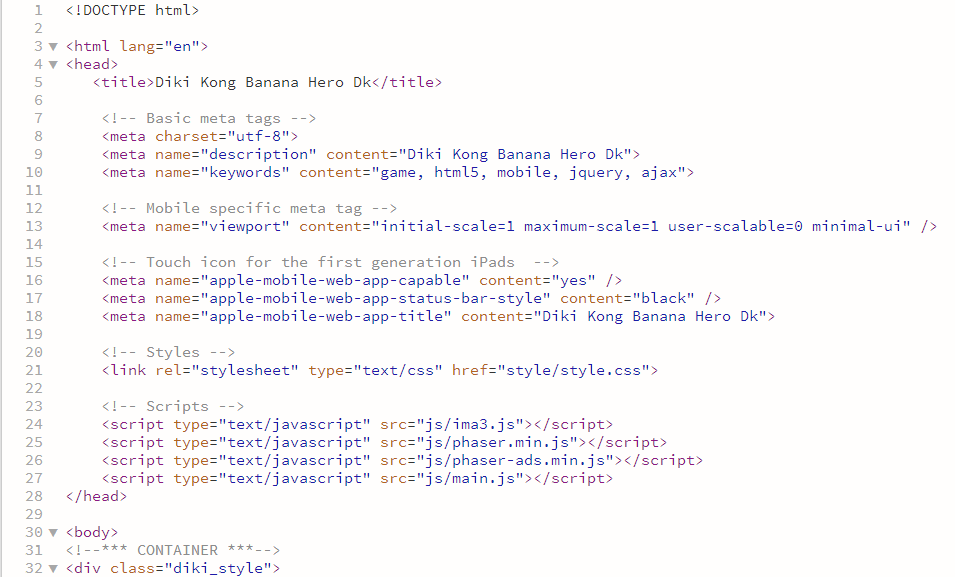 1 <!DOCTYPE html>
2
3 ▼ <html lang="en">
4 ▼ <head>
5 <title>Diki Kong Banana Hero Dk</title>
6
7 <!-- Basic meta tags -->
8 <meta charset="utf-8">
9 <meta name="description" content="Diki Kong Banana Hero Dk">
10 <meta name="keywords" content="game, html5, mobile, jquery, ajax">
11
12 <!-- Mobile specific meta tag -->
13 <meta name="viewport" content="initial-scale=1 maximum-scale=1 user-scalable=0 minimal-ui" />
14
15 <!-- Touch icon for the first generation iPads  -->
16 <meta name="apple-mobile-web-app-capable" content="yes" />
17 <meta name="apple-mobile-web-app-status-bar-style" content="black" />
18 <meta name="apple-mobile-web-app-title" content="Diki Kong Banana Hero Dk">
19
20 <!-- Styles -->
21 <link rel="stylesheet" type="text/css" href="style/style.css">
22
23 <!-- Scripts -->
24 <script type="text/javascript" src="js/ima3.js"></script>
25 <script type="text/javascript" src="js/phaser.min.js"></script>
26 <script type="text/javascript" src="js/phaser-ads.min.js"></script>
27 <script type="text/javascript" src="js/main.js"></script>
28 </head>
29
30 ▼ <body>
31 <!--*** CONTAINER ***-->
32 ▼ <div class="diki_style">